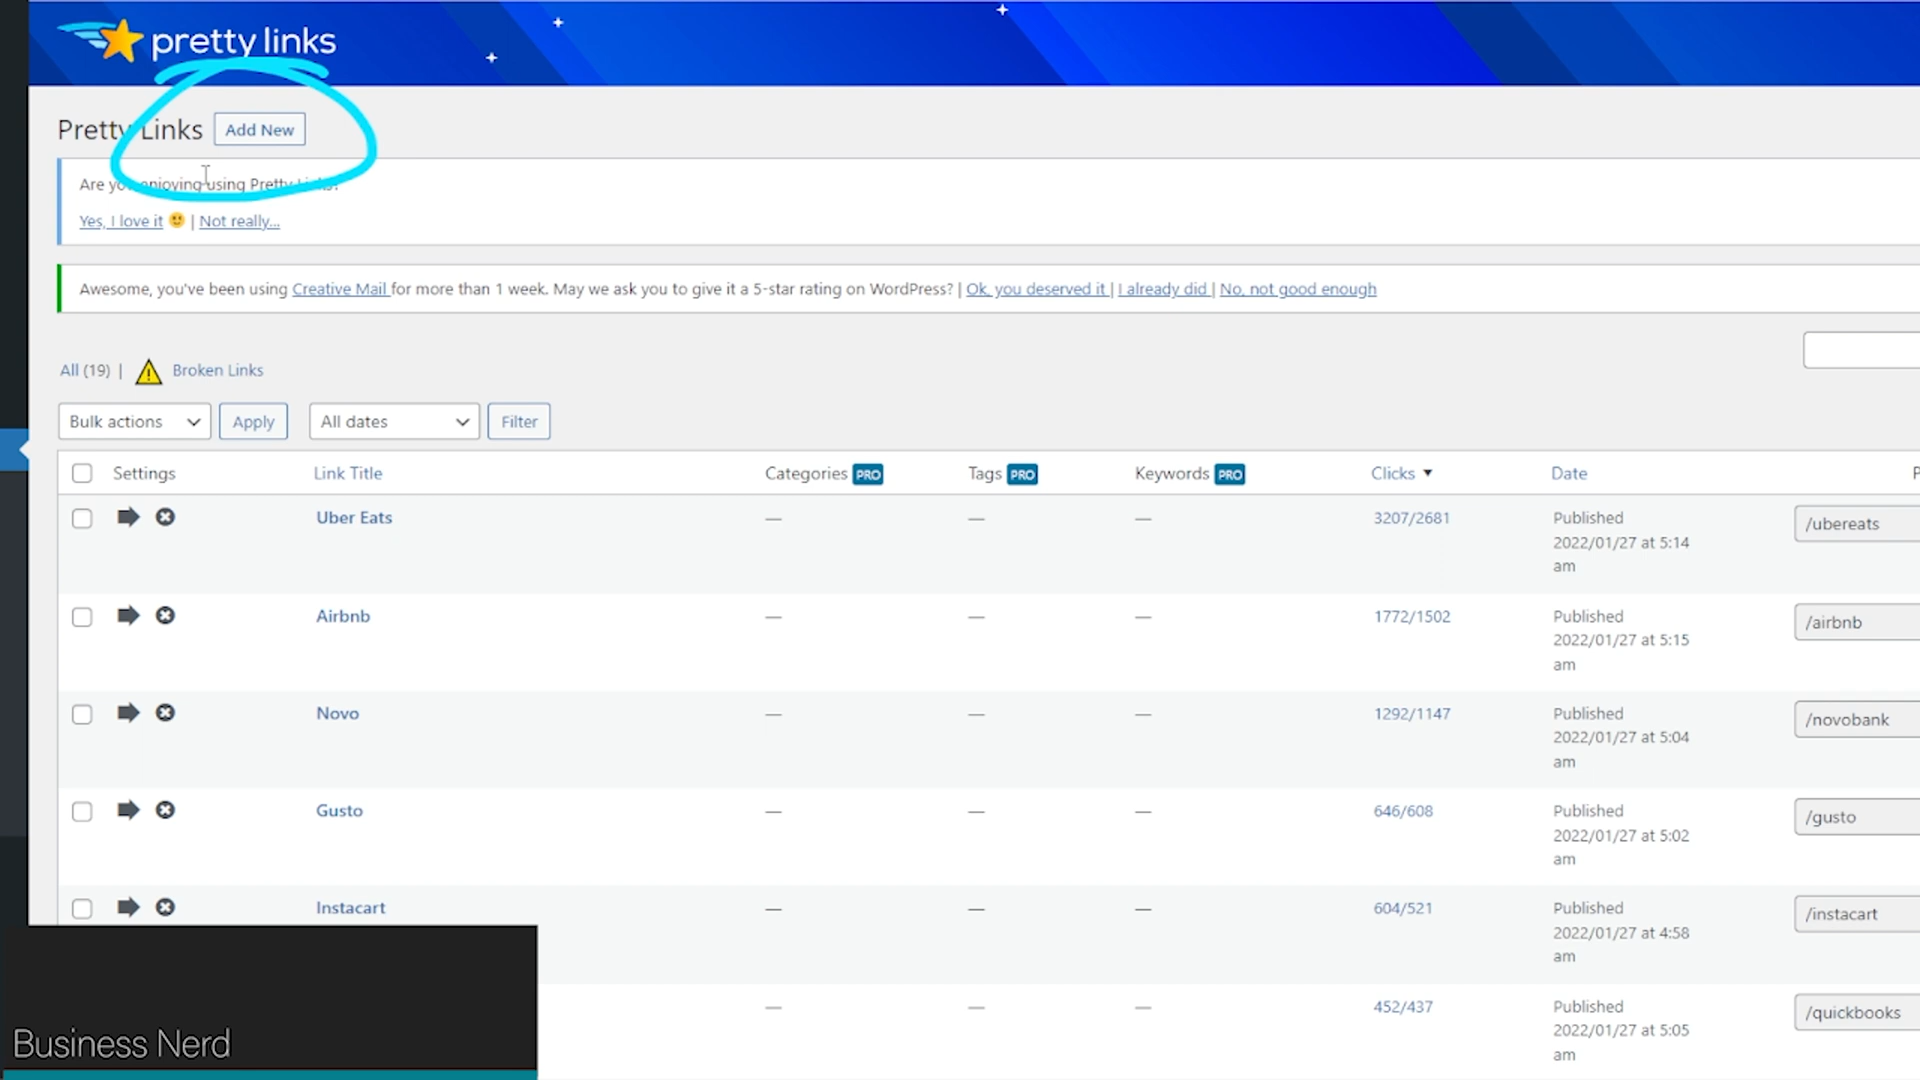 pretty links
Pretty Links Add New
Are you enjoying using Pretty Links?
Yes, I love it | Not really...
Awesome, you've been using Creative Mail for more than 1 week. May we ask you to give it a 5-star rating on WordPress? | Ok, you deserved it | I already did | No, not good enough
All (19) | Broken Links
Bulk actions Apply All dates Filter
Settings Link Title Categories PRO Tags PRO Keywords PRO Clicks Date P
Uber Eats — — — 3207/2681 Published /ubereats
2022/01/27 at 5:14
am
Airbnb — — — 1772/1502 Published /airbnb
2022/01/27 at 5:15
am
Novo — — — 1292/1147 Published /novobank
2022/01/27 at 5:04
am
Gusto — — — 646/608 Published /gusto
2022/01/27 at 5:02
am
Instacart — — — 604/521 Published /instacart
2022/01/27 at 4:58
am
— — — 452/437 Published /quickbooks
2022/01/27 at 5:05
am
Business Nerd